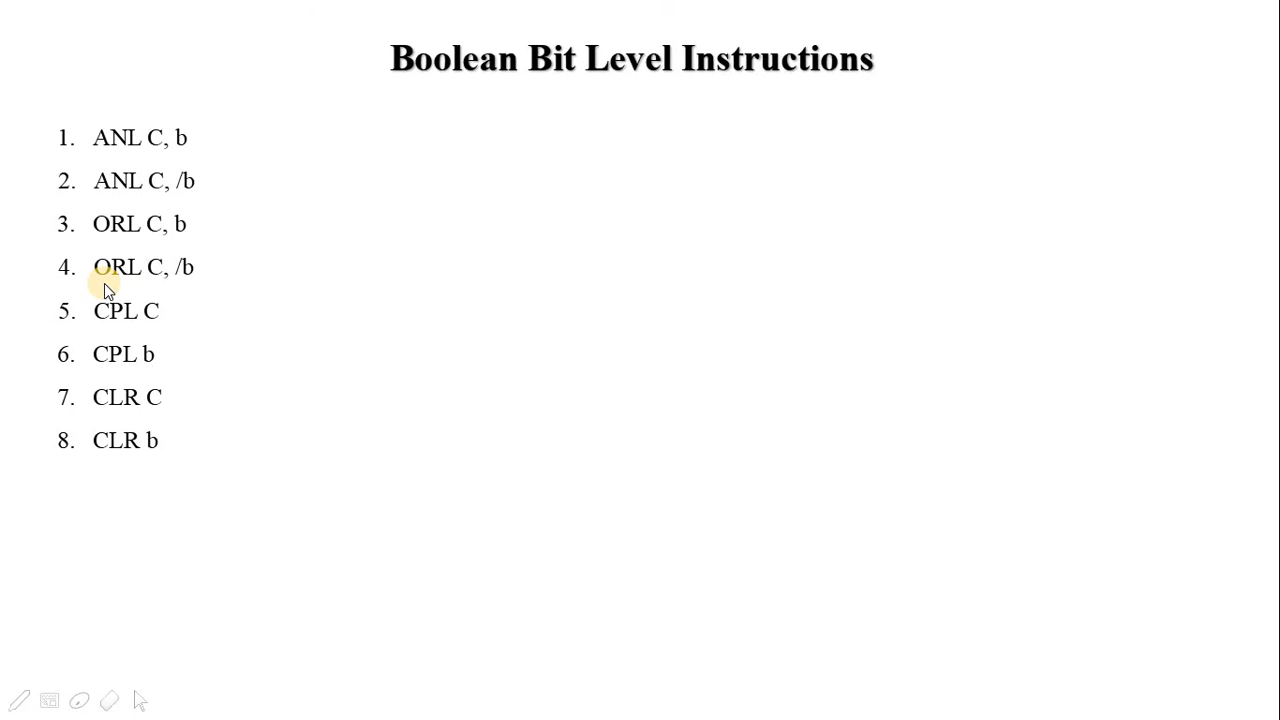 Boolean Bit Level Instructions
1. ANL C, b
2. ANL C, /b
3. ORL C, b
4. ORL C, /b
5. CPL C
6. CPL b
7. CLR C
8. CLR b